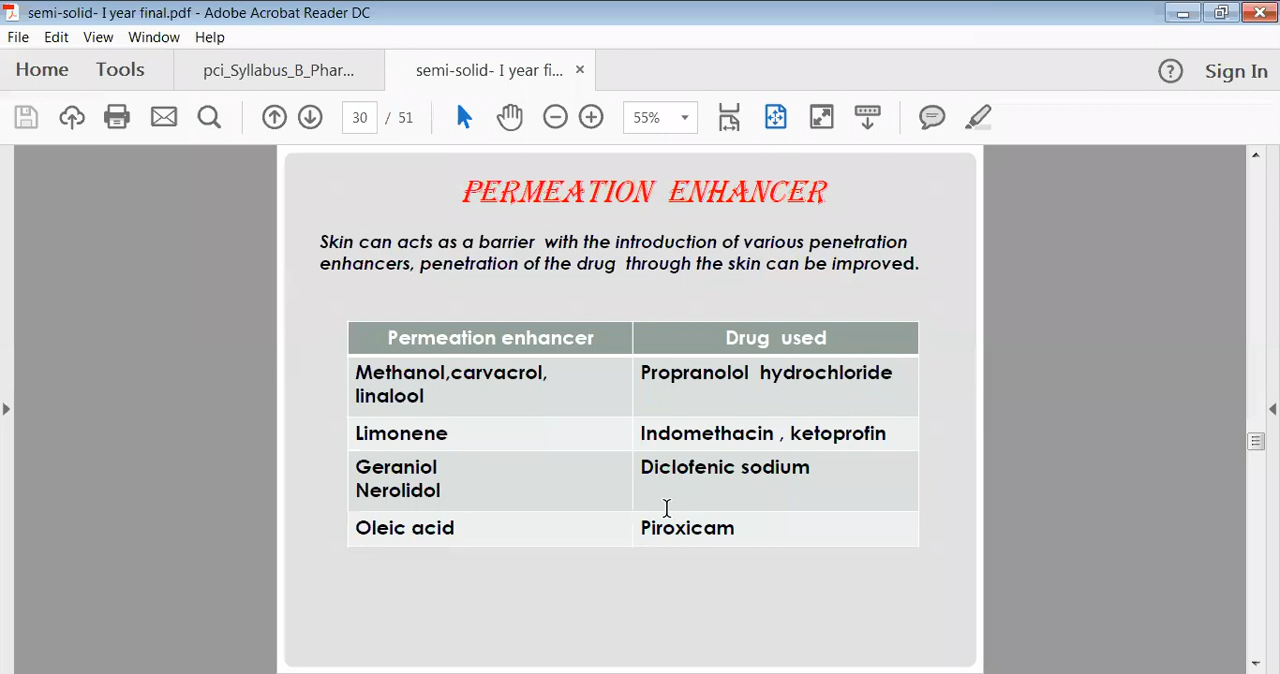 semi-solid- I year final.pdf - Adobe Acrobat Reader DC
File Edit View Window Help
Home Tools pci_Syllabus_B_Phar... semi-solid- I year fi... × ? Sign In
30 / 51 55%
PERMEATION ENHANCER
Skin can acts as a barrier with the introduction of various penetration
enhancers, penetration of the drug through the skin can be improved.
Permeation enhancer Drug used
Methanol,carvacrol, Propranolol hydrochloride
linalool
Limonene Indomethacin , ketoprofin
Geraniol Diclofenic sodium
Nerolidol
Oleic acid Piroxicam